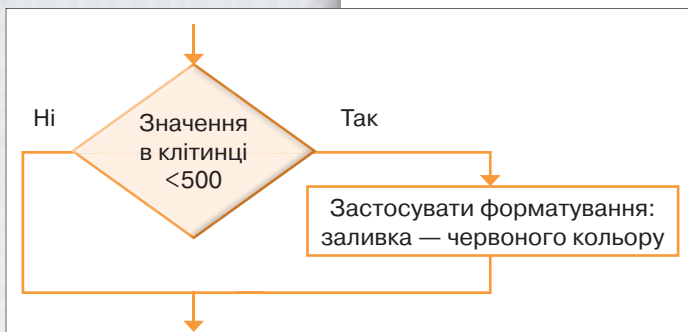 Ні
Значення
в клітинці
<500
Так
Застосувати форматування:
заливка — червоного кольору